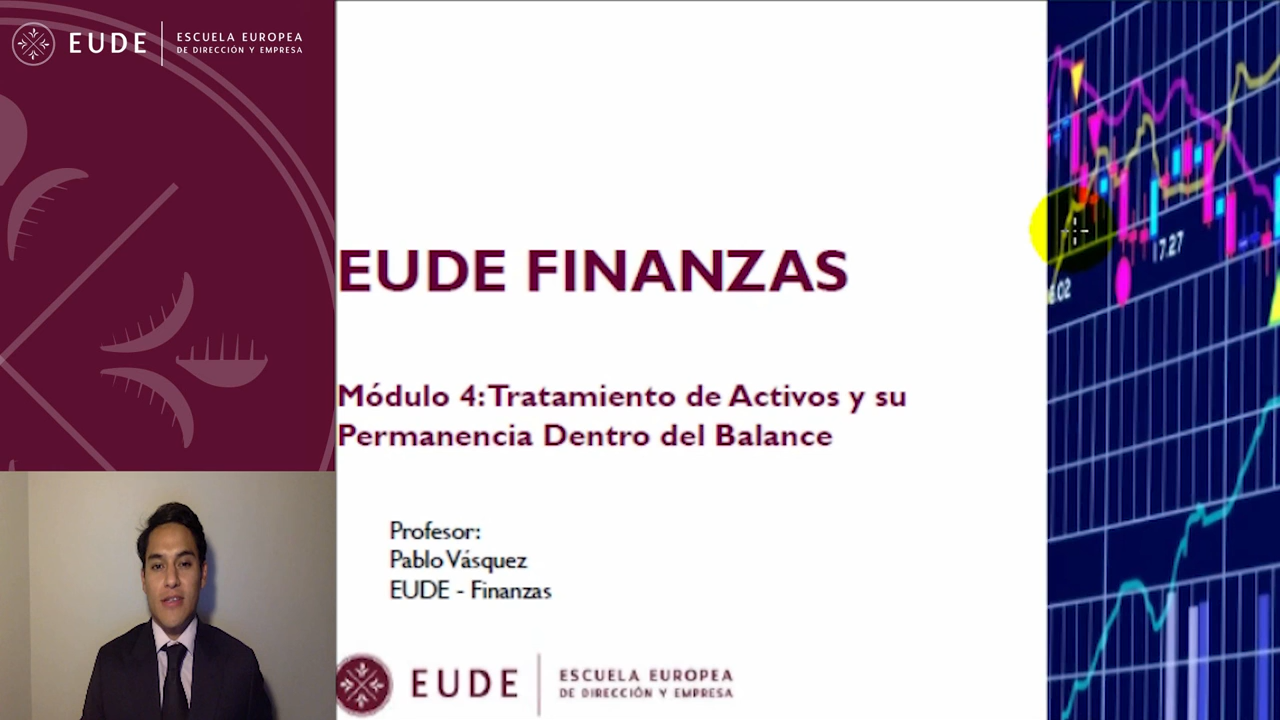 EUDE
ESCUELA EUROPEA
DE DIRECCIÓN Y EMPRESA
EUDE FINANZAS
Módulo 4: Tratamiento de Activos y su
Permanencia Dentro del Balance
Profesor:
Pablo Vásquez
EUDE - Finanzas
EUDE
ESCUELA EUROPEA
DE DIRECCIÓN Y EMPRESA
17.27